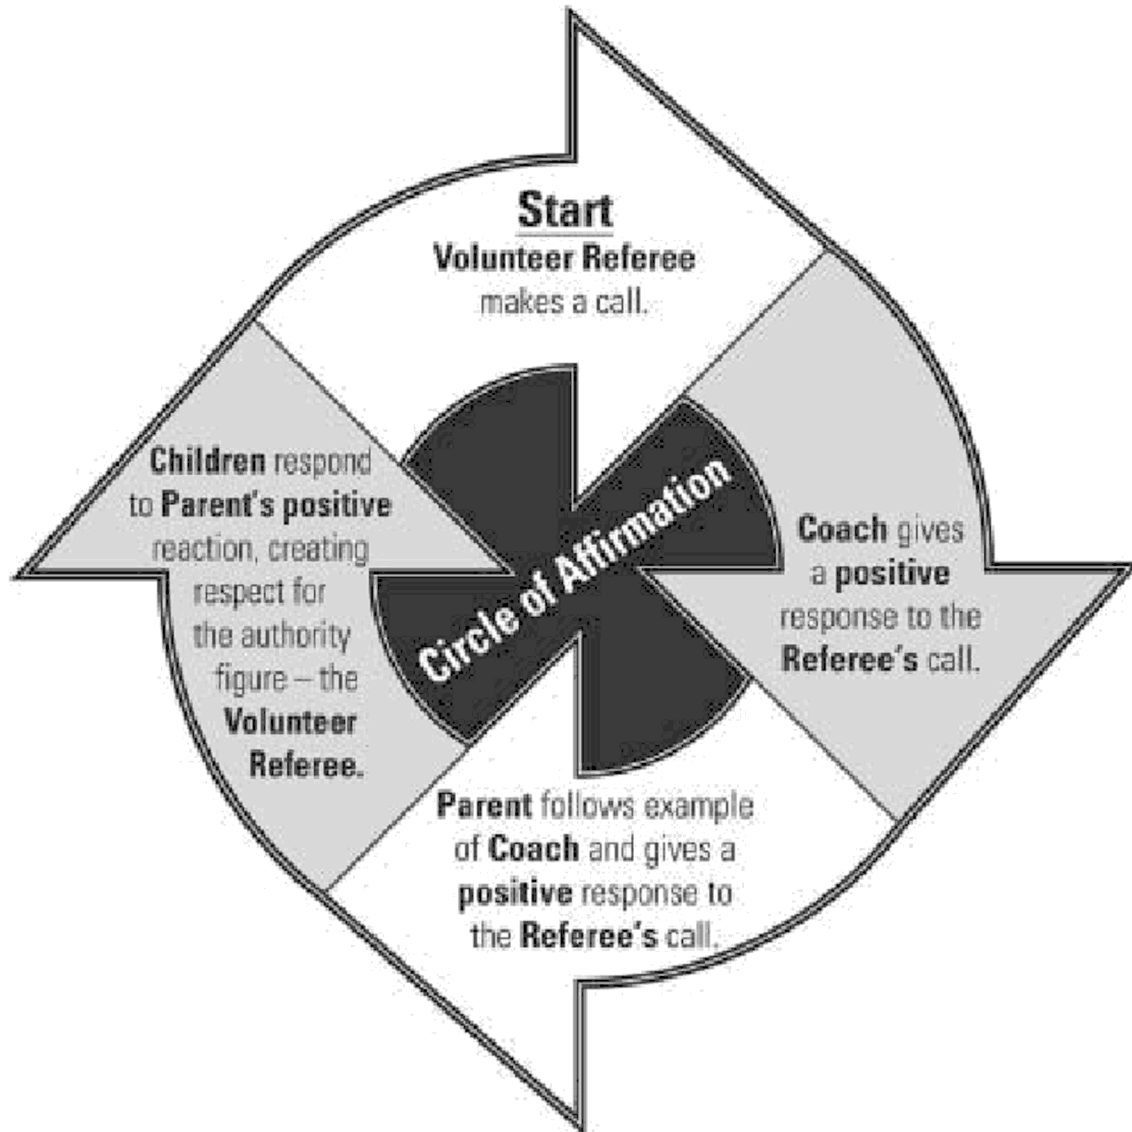 Start
Volunteer Referee
makes a call.
Coach gives
a positive
response to the
Referee's call.
Parent follows example
of Coach and gives a
positive response to
the Referee's call.
Children respond
to Parent's positive
reaction, creating
respect for
the authority
figure – the
Volunteer
Referee.
Circle of Affirmation